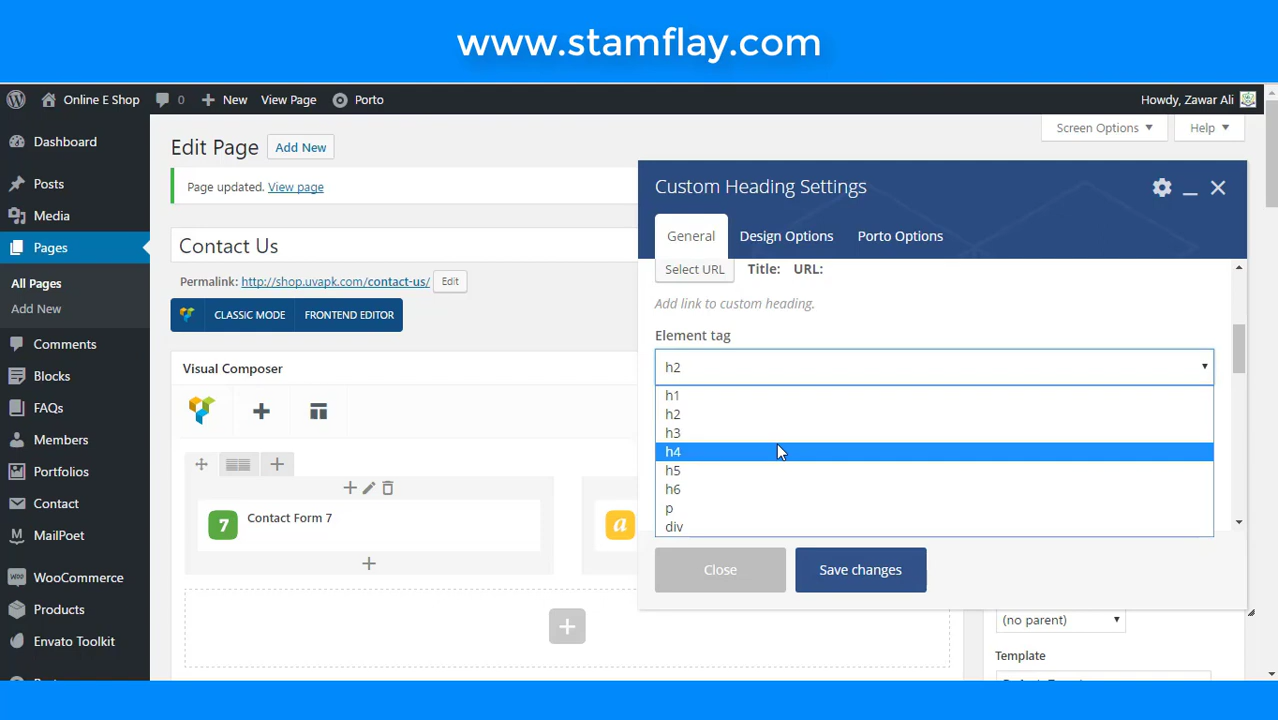 www.stamflay.com
Online E Shop
0
New
View Page
Porto
Howdy, Zawar Ali
Dashboard
Posts
Media
Pages
All Pages
Add New
Comments
Blocks
FAQs
Members
Portfolios
Contact
MailPoet
WooCommerce
Products
Envato Toolkit
Screen Options
Help
Edit Page
Add New
Page updated. View page
Contact Us
Permalink: http://shop.uvapk.com/contact-us/
Edit
CLASSIC MODE
FRONTEND EDITOR
Visual Composer
7
Contact Form 7
a
Custom Heading Settings
General
Design Options
Porto Options
Select URL
Title:
URL:
Add link to custom heading.
Element tag
h2
h1
h2
h3
h4
h5
h6
p
div
Close
Save changes
(no parent)
Template